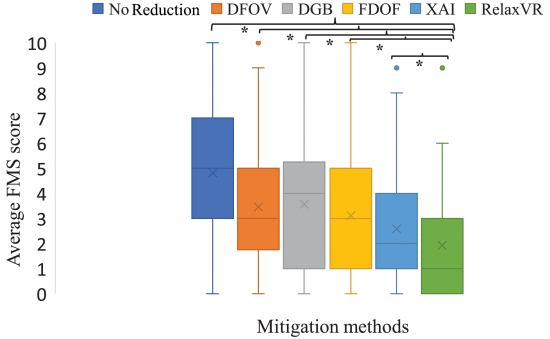 No Reduction DFOV DGB FDOF XAI RelaxVR
* * * * *
10
9
8
7
6
5
4
3
2
1
0
Average FMS score
Mitigation methods